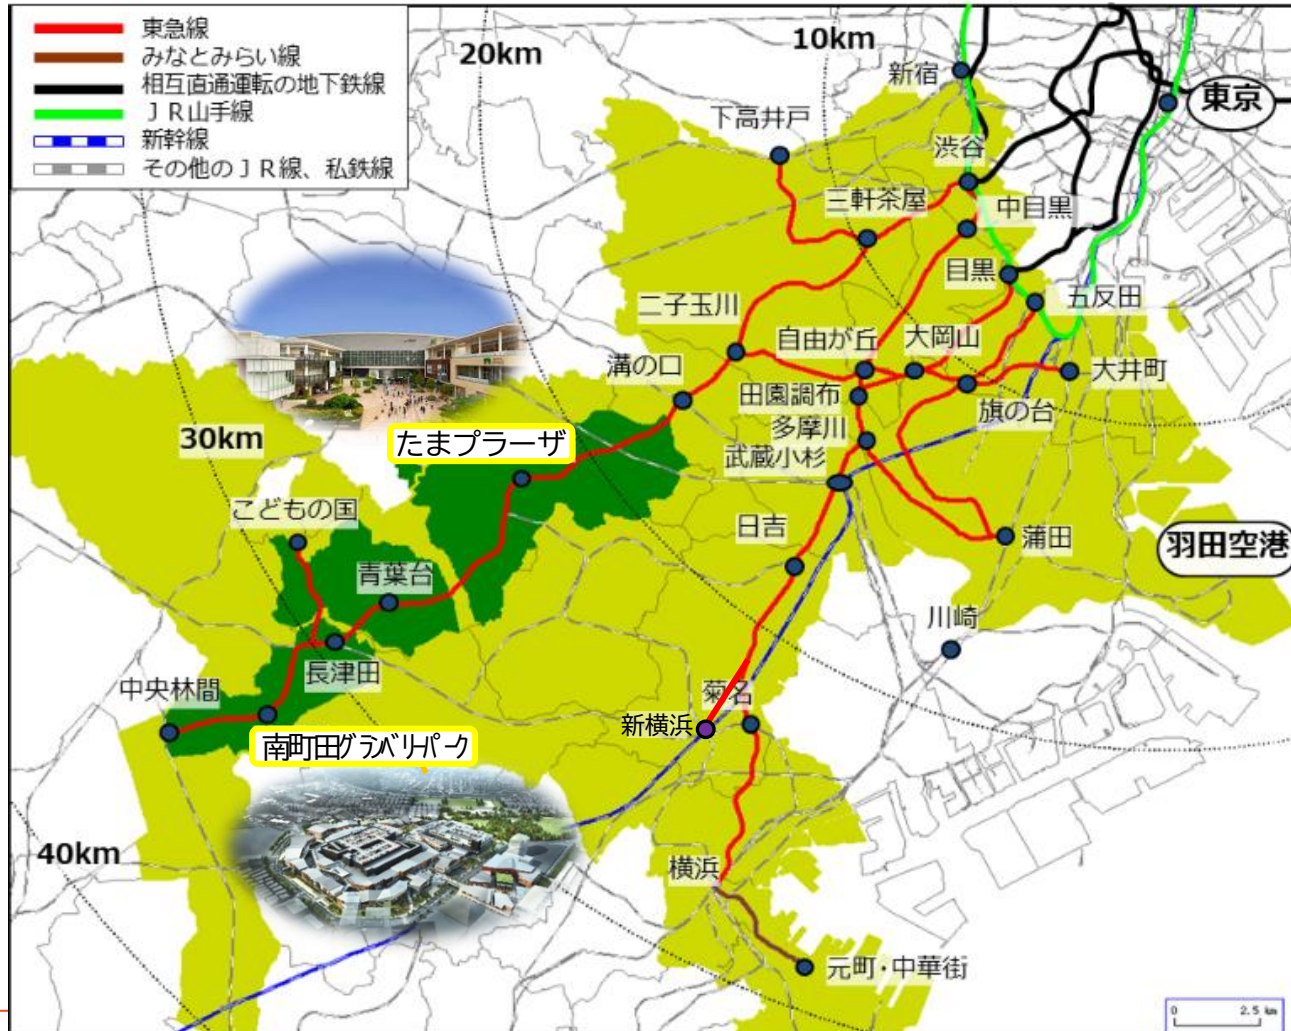 東急線
みなとみらい線
相互直通運転の地下鉄線
ＪＲ山手線
新幹線
その他のＪＲ線、私鉄線
20km
10km
新宿
東京
下高井戸
渋谷
三軒茶屋
中目黒
目黒
五反田
二子玉川
自由が丘
大岡山
溝の口
大井町
田園調布
旗の台
多摩川
30km
たまプラーザ
武蔵小杉
こどもの国
日吉
蒲田
羽田空港
青葉台
川崎
長津田
中央林間
菊名
新横浜
南町田グランベリーパーク
40km
横浜
元町・中華街
0 2.5 km